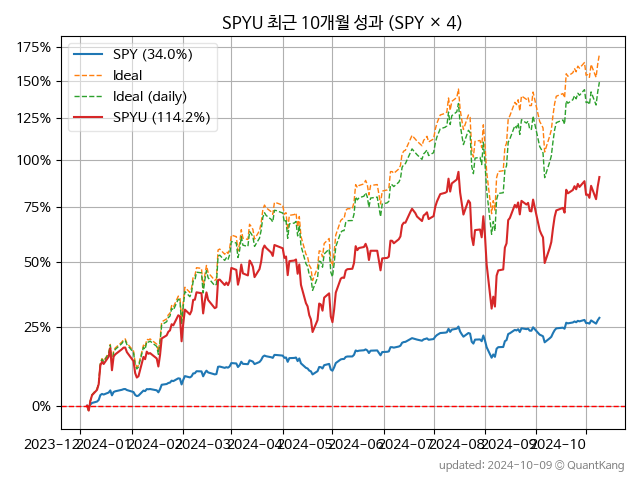 SPYU 최근 10개월 성과 (SPY × 4)
175%
150%
125%
100%
75%
50%
25%
0%
SPY (34.0%)
Ideal
Ideal (daily)
SPYU (114.2%)
2023-12 2024-01 2024-02 2024-03 2024-04 2024-05 2024-06 2024-07 2024-08 2024-09 2024-10
updated: 2024-10-09 © QuantKang